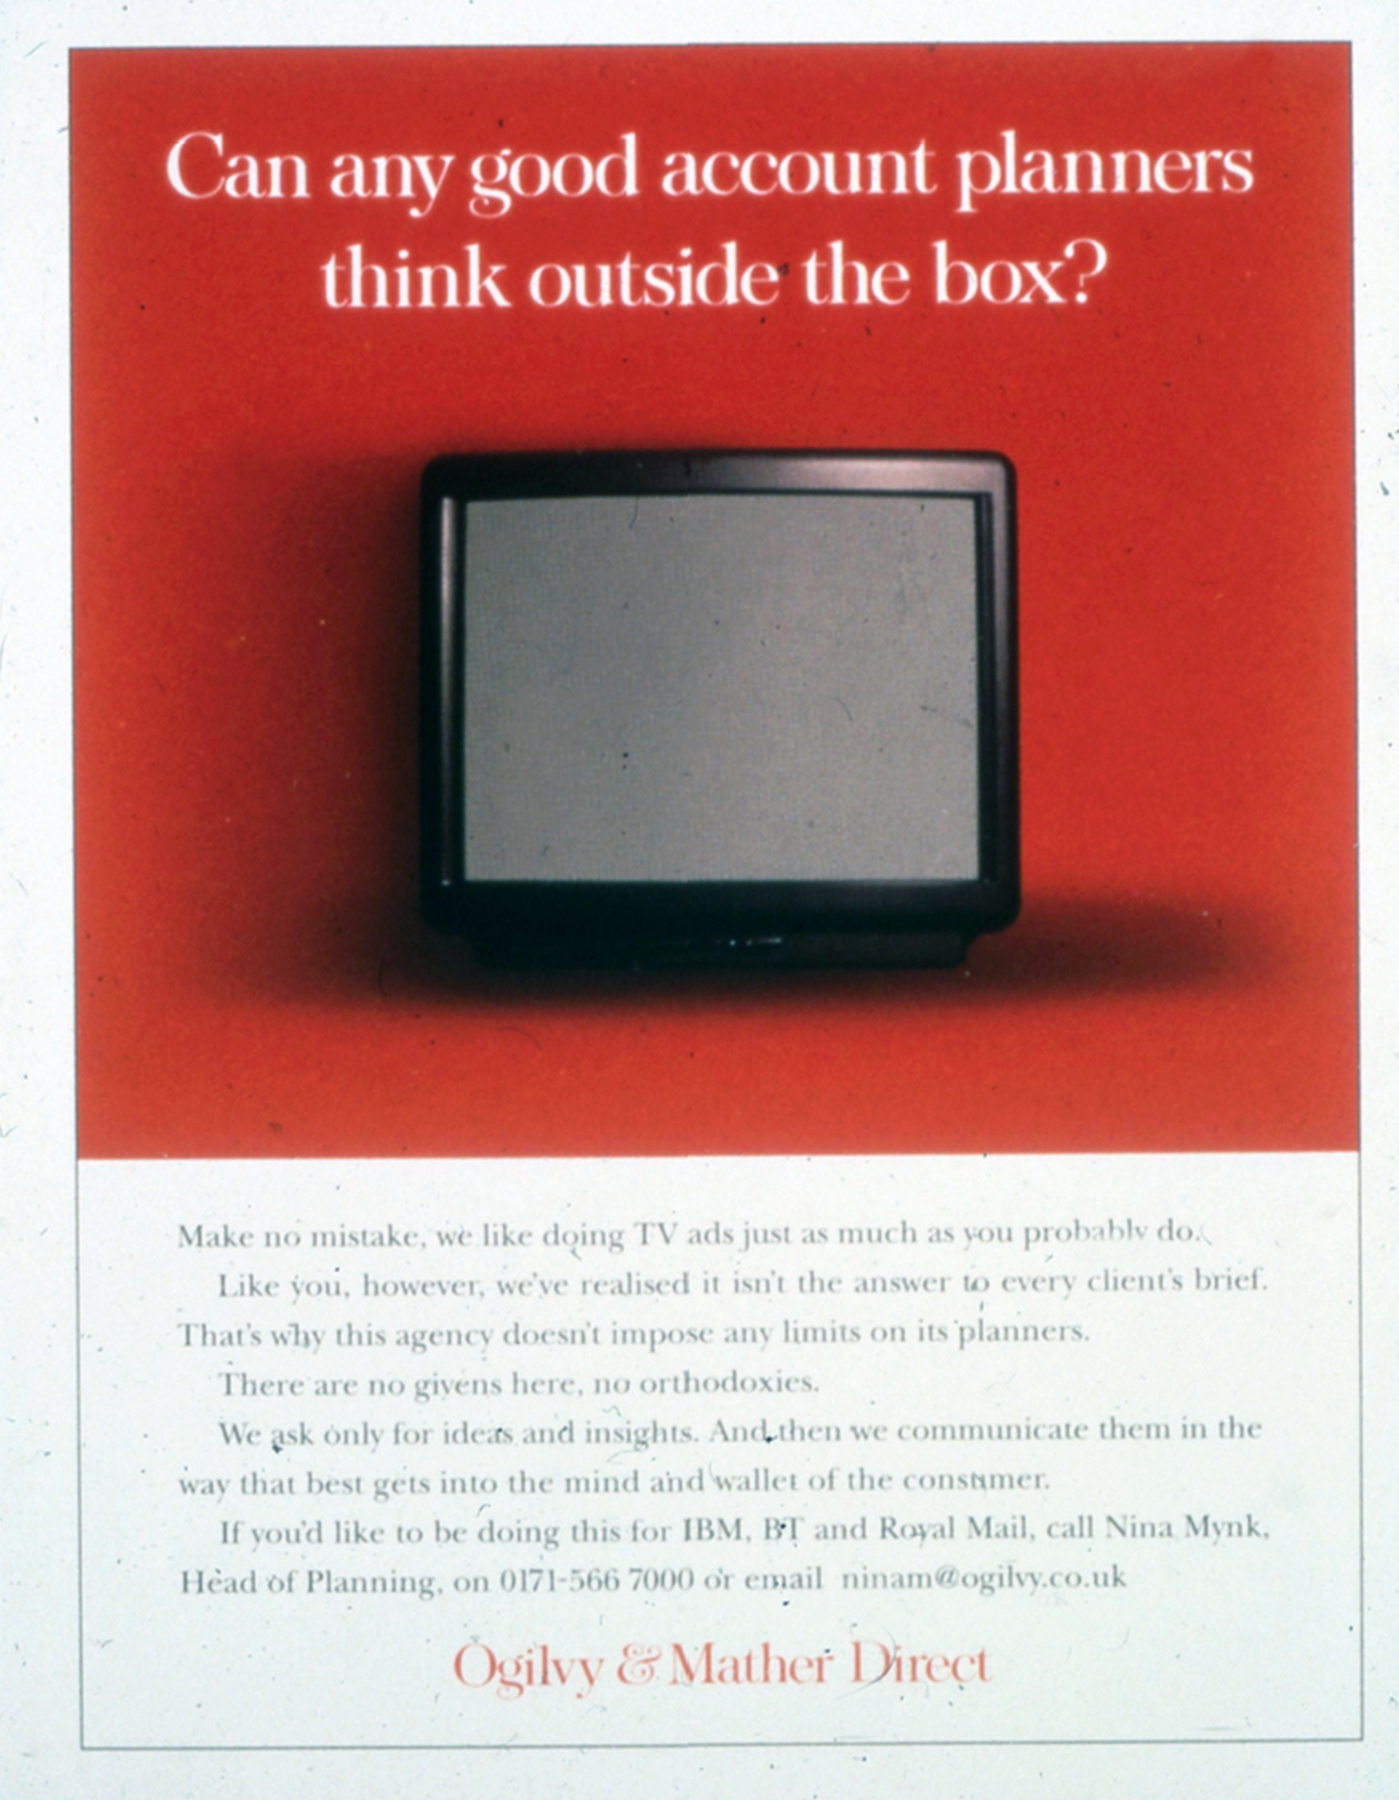 Can any good account planners
think outside the box?
Make no mistake, we like doing TV ads just as much as you probably do.
Like you, however, we've realised it isn't the answer to every client's brief.
That's why this agency doesn't impose any limits on its planners.
There are no givens here, no orthodoxies.
We ask only for ideas and insights. And then we communicate them in the
way that best gets into the mind and wallet of the consumer.
If you'd like to be doing this for IBM, BT and Royal Mail, call Nina Mynk,
Head of Planning, on 0171-566 7000 or email ninam@ogilvy.co.uk
Ogilvy & Mather Direct